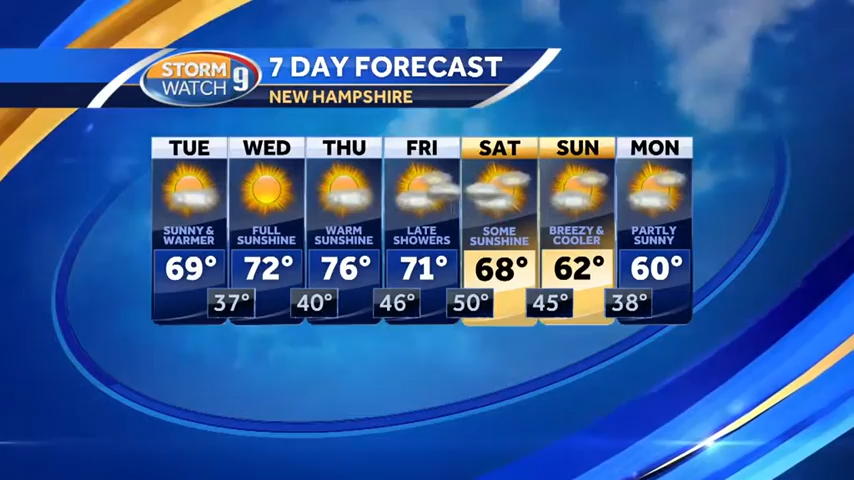 STORM
WATCH 9
7 DAY FORECAST
NEW HAMPSHIRE
TUE WED THU FRI SAT SUN MON
SUNNY & FULL WARM LATE SOME BREEZY & PARTLY
WARMER SUNSHINE SUNSHINE SHOWERS SUNSHINE COOLER SUNNY
69° 72° 76° 71° 68° 62° 60°
37° 40° 46° 50° 45° 38°